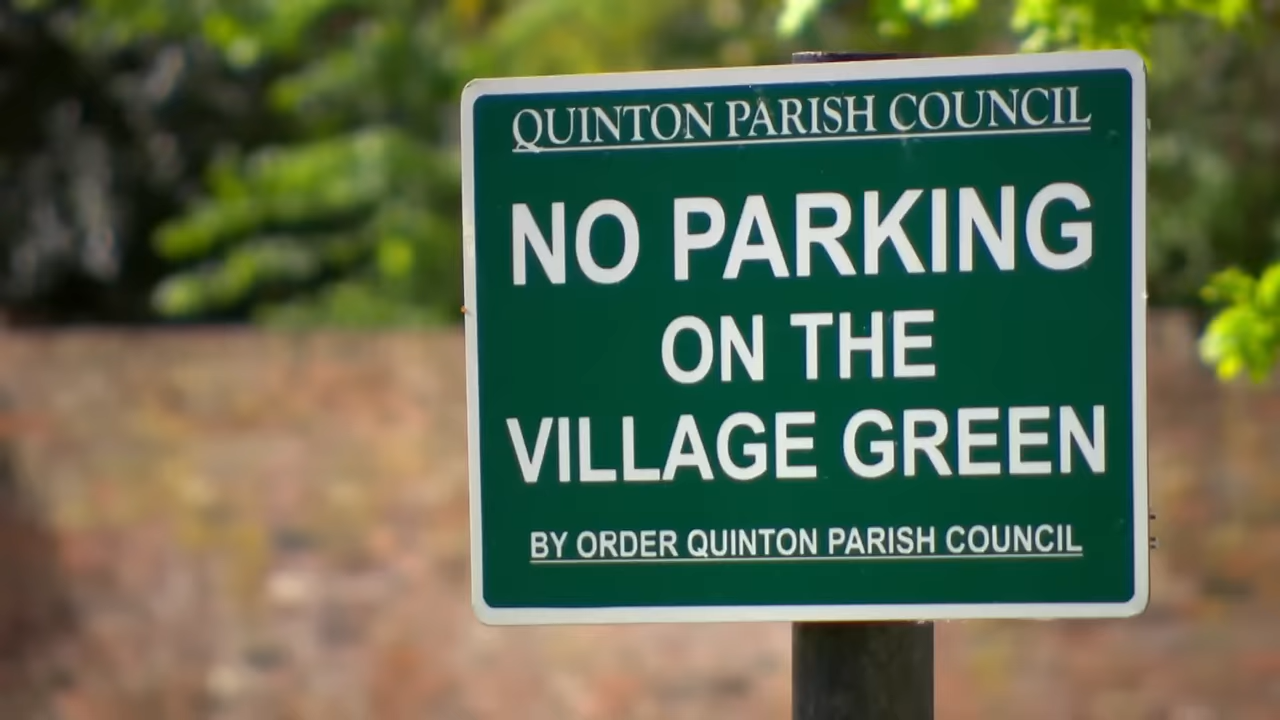 QUINTON PARISH COUNCIL
NO PARKING
ON THE
VILLAGE GREEN
BY ORDER QUINTON PARISH COUNCIL